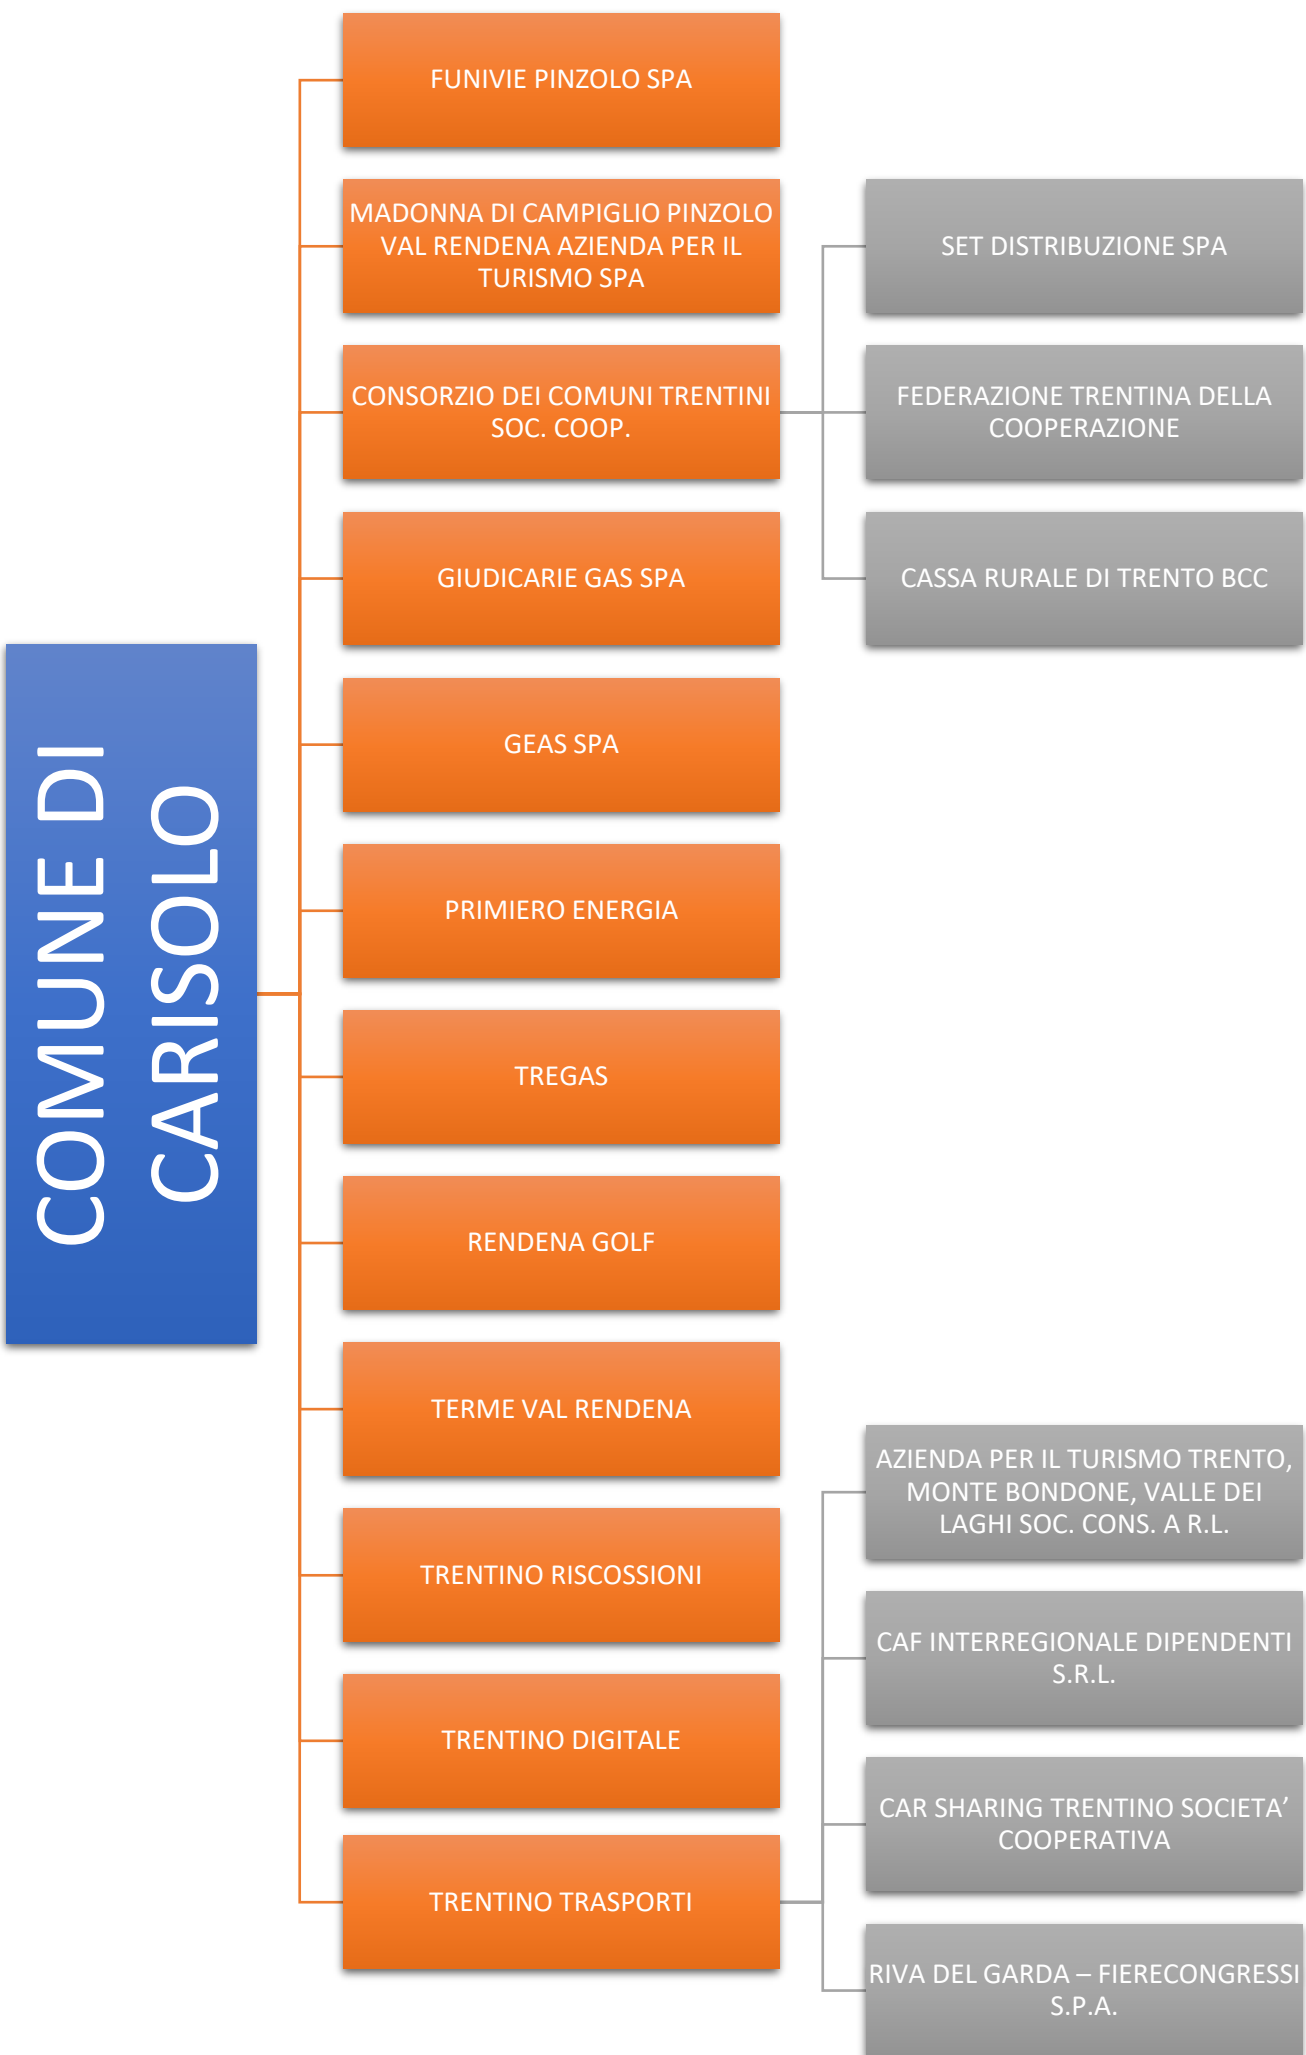 COMUNE DI
CARISOLO
FUNIVIE PINZOLO SPA
MADONNA DI CAMPIGLIO PINZOLO
VAL RENDENA AZIENDA PER IL
TURISMO SPA
CONSORZIO DEI COMUNI TRENTINI
SOC. COOP.
SET DISTRIBUZIONE SPA
FEDERAZIONE TRENTINA DELLA
COOPERAZIONE
CASSA RURALE DI TRENTO BCC
GIUDICARIE GAS SPA
GEAS SPA
PRIMIERO ENERGIA
TREGAS
RENDENA GOLF
TERME VAL RENDENA
TRENTINO RISCOSSIONI
TRENTINO DIGITALE
TRENTINO TRASPORTI
AZIENDA PER IL TURISMO TRENTO,
MONTE BONDONE, VALLE DEI
LAGHI SOC. CONS. A R.L.
CAF INTERREGIONALE DIPENDENTI
S.R.L.
CAR SHARING TRENTINO SOCIETA’
COOPERATIVA
RIVA DEL GARDA – FIERECONGRESSI
S.P.A.